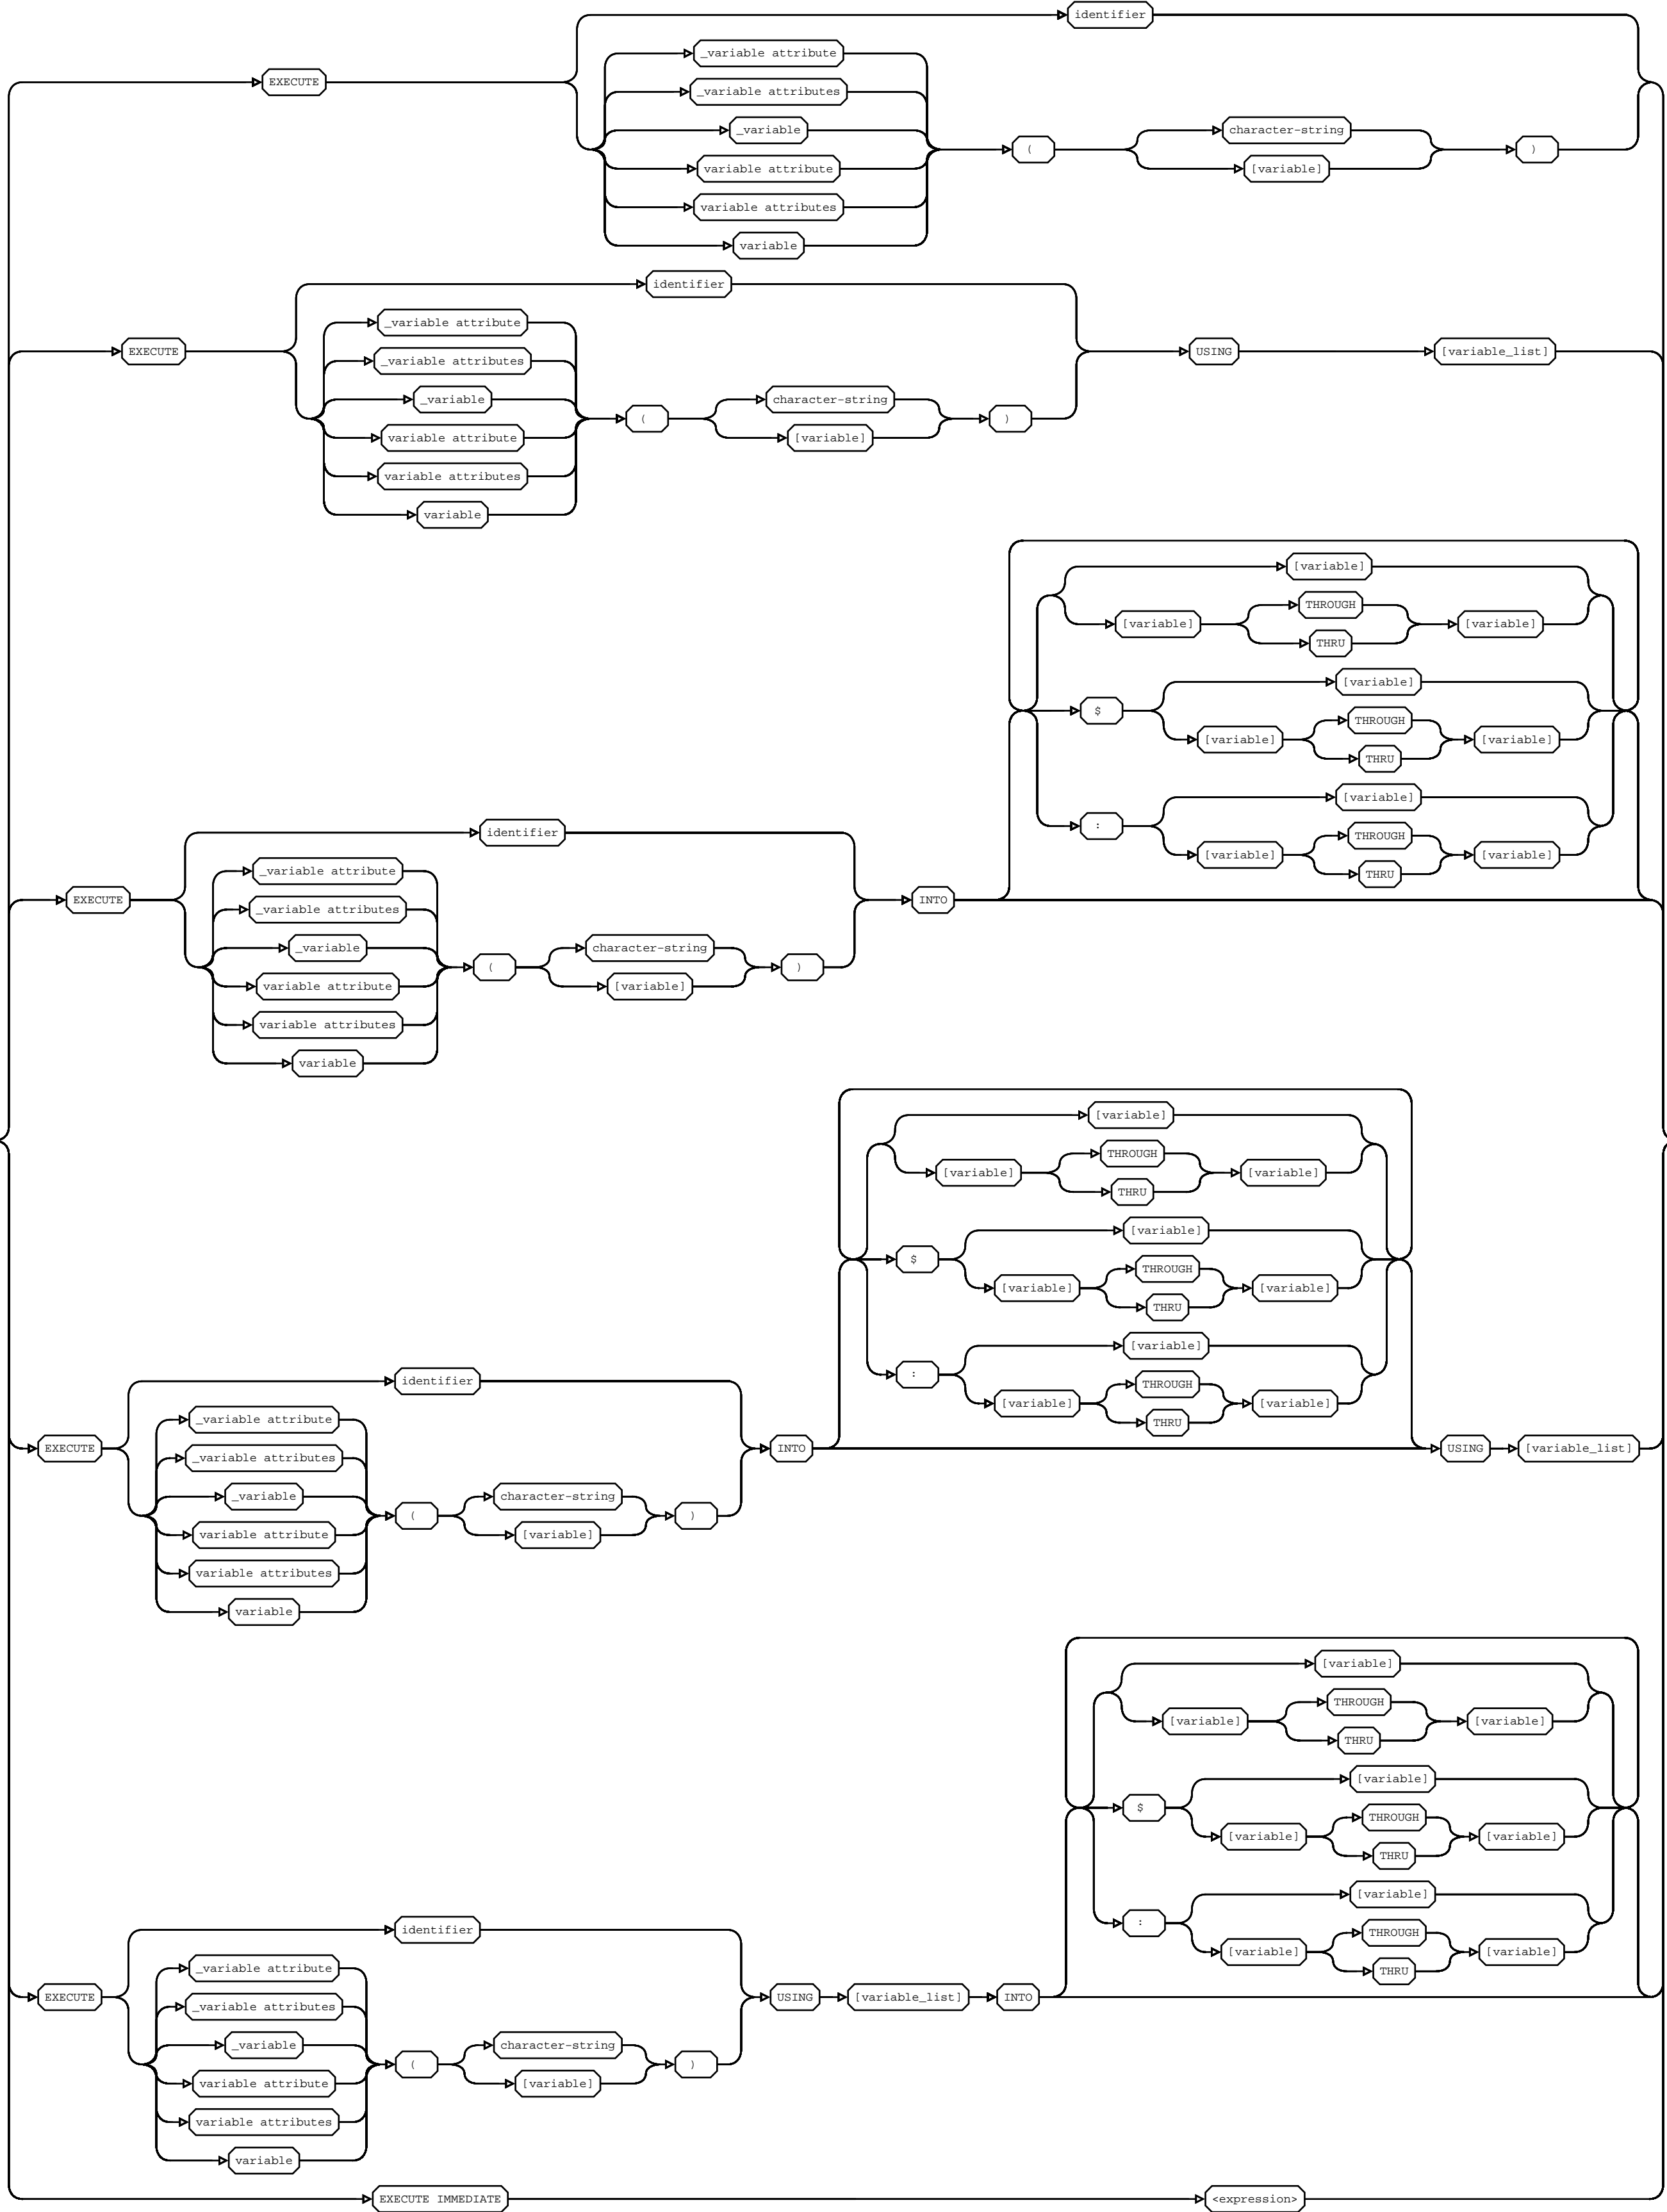 identifier
_variable attribute
EXECUTE
_variable attributes
_variable character-string
(  )
variable attribute [variable]
variable attributes
variable
identifier
_variable attribute
EXECUTE USING [variable_list]
_variable attributes
_variable character-string
(  )
variable attribute [variable]
variable attributes
variable
[variable]
THROUGH
[variable] [variable]
THRU
[variable]
$ THROUGH
[variable] [variable]
THRU
[variable]
: THROUGH
identifier
[variable] [variable]
_variable attribute THRU
EXECUTE INTO
_variable attributes
_variable character-string
(  )
variable attribute [variable]
variable attributes
variable
[variable]
THROUGH
[variable] [variable]
THRU
[variable]
$ THROUGH
[variable] [variable]
THRU
[variable]
: THROUGH
identifier
[variable] [variable]
_variable attribute THRU
EXECUTE INTO USING [variable_list]
_variable attributes
_variable character-string
(  )
variable attribute [variable]
variable attributes
variable
[variable]
THROUGH
[variable] [variable]
THRU
[variable]
$ THROUGH
[variable] [variable]
THRU
[variable]
: THROUGH
identifier
[variable] [variable]
_variable attribute THRU
EXECUTE USING [variable_list] INTO
_variable attributes
_variable character-string
(  )
variable attribute [variable]
variable attributes
variable
EXECUTE IMMEDIATE <expression>